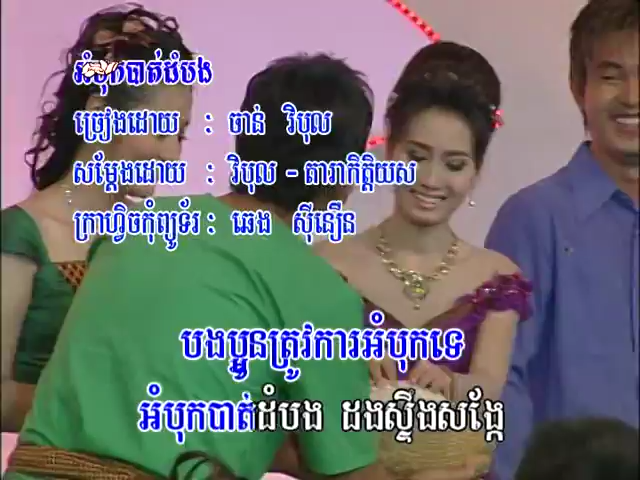 អំបុកបាត់ដំបង
ច្រៀងដោយ : ចាន់ វិបុល
សម្ដែងដោយ : វិបុល - តារាកិត្តិយស
ក្រាហ្វិចកុំព្យូទ័រ : ឆេង ស៊ីនឿន
បងប្អូនត្រូវការអំបុកទេ
អំបុកបាត់ដំបង ដងស្ទឹងសង្កែ